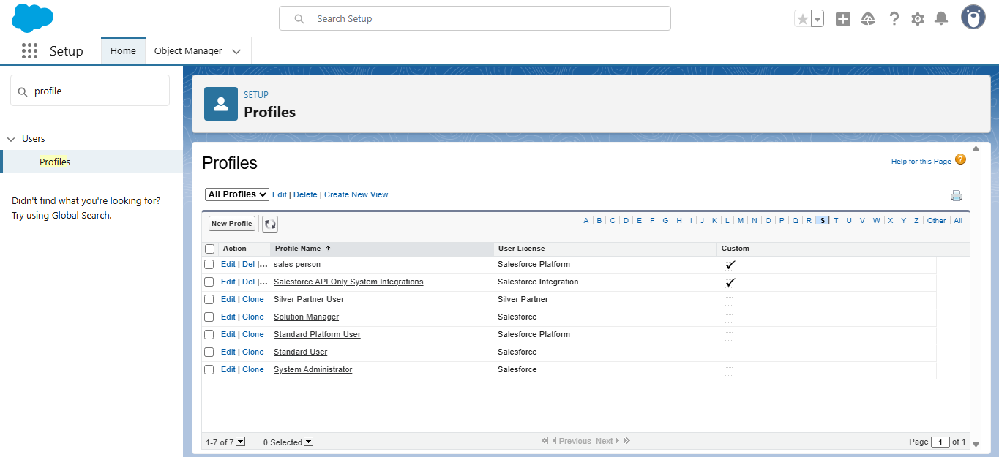 Search Setup
Setup
Home
Object Manager
profile
Users
Profiles
Didn't find what you're looking for?
Try using Global Search.
SETUP
Profiles
Profiles
Help for this Page ?
All Profiles Edit | Delete | Create New View
New Profile
A | B | C | D | E | F | G | H | I | J | K | L | M | N | O | P | Q | R | S | T | U | V | W | X | Y | Z | Other | All
Action Profile Name ↑ User License Custom
Edit | Del |... sales person Salesforce Platform ✓
Edit | Del |... Salesforce API Only System Integrations Salesforce Integration ✓
Edit | Clone Silver Partner User Silver Partner
Edit | Clone Solution Manager Salesforce
Edit | Clone Standard Platform User Salesforce Platform
Edit | Clone Standard User Salesforce
Edit | Clone System Administrator Salesforce
1-7 of 7 0 Selected Previous Next Page 1 of 1